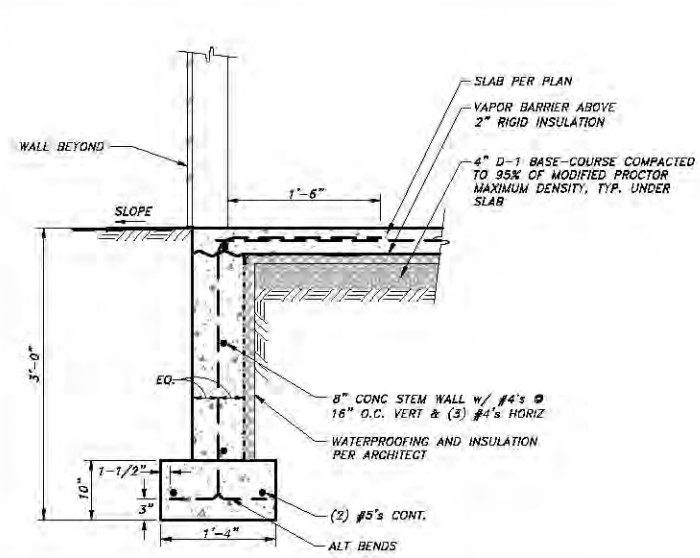 SLAB PER PLAN
VAPOR BARRIER ABOVE
2" RIGID INSULATION
WALL BEYOND
4" D-1 BASE-COURSE COMPACTED
TO 95% OF MODIFIED PROCTOR
MAXIMUM DENSITY, TYP. UNDER
SLAB
1'-6"
SLOPE
3'-0"
EQ.
8" CONC STEM WALL w/ #4's @
16" O.C. VERT & (3) #4's HORIZ
WATERPROOFING AND INSULATION
PER ARCHITECT
1-1/2"
10"
3"
(2) #5's CONT.
1'-4"
ALT BENDS